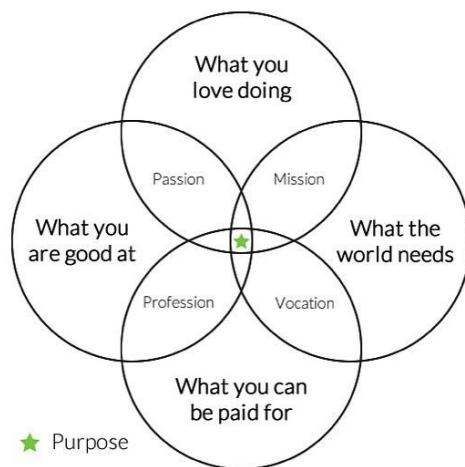 What you
love doing
Passion
Mission
What you
are good at
What the
world needs
Profession
Vocation
What you can
be paid for
Purpose